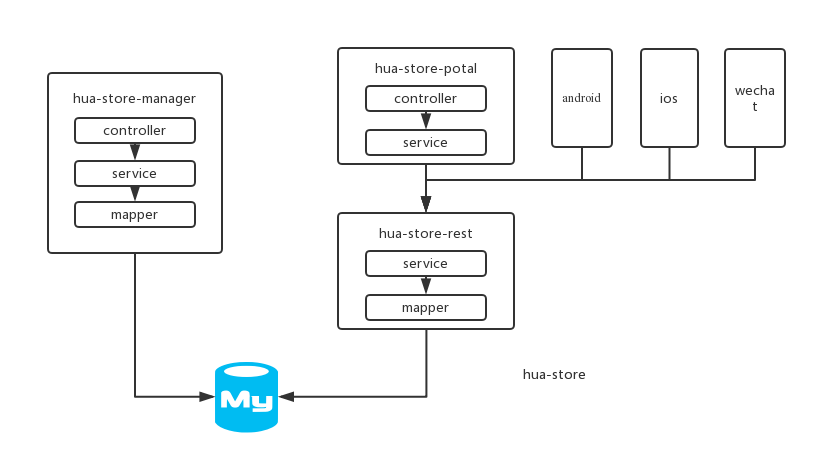 hua-store-manager
controller
service
mapper
hua-store-potal
controller
service
android
ios
wecha
t
hua-store-rest
service
mapper
hua-store
My